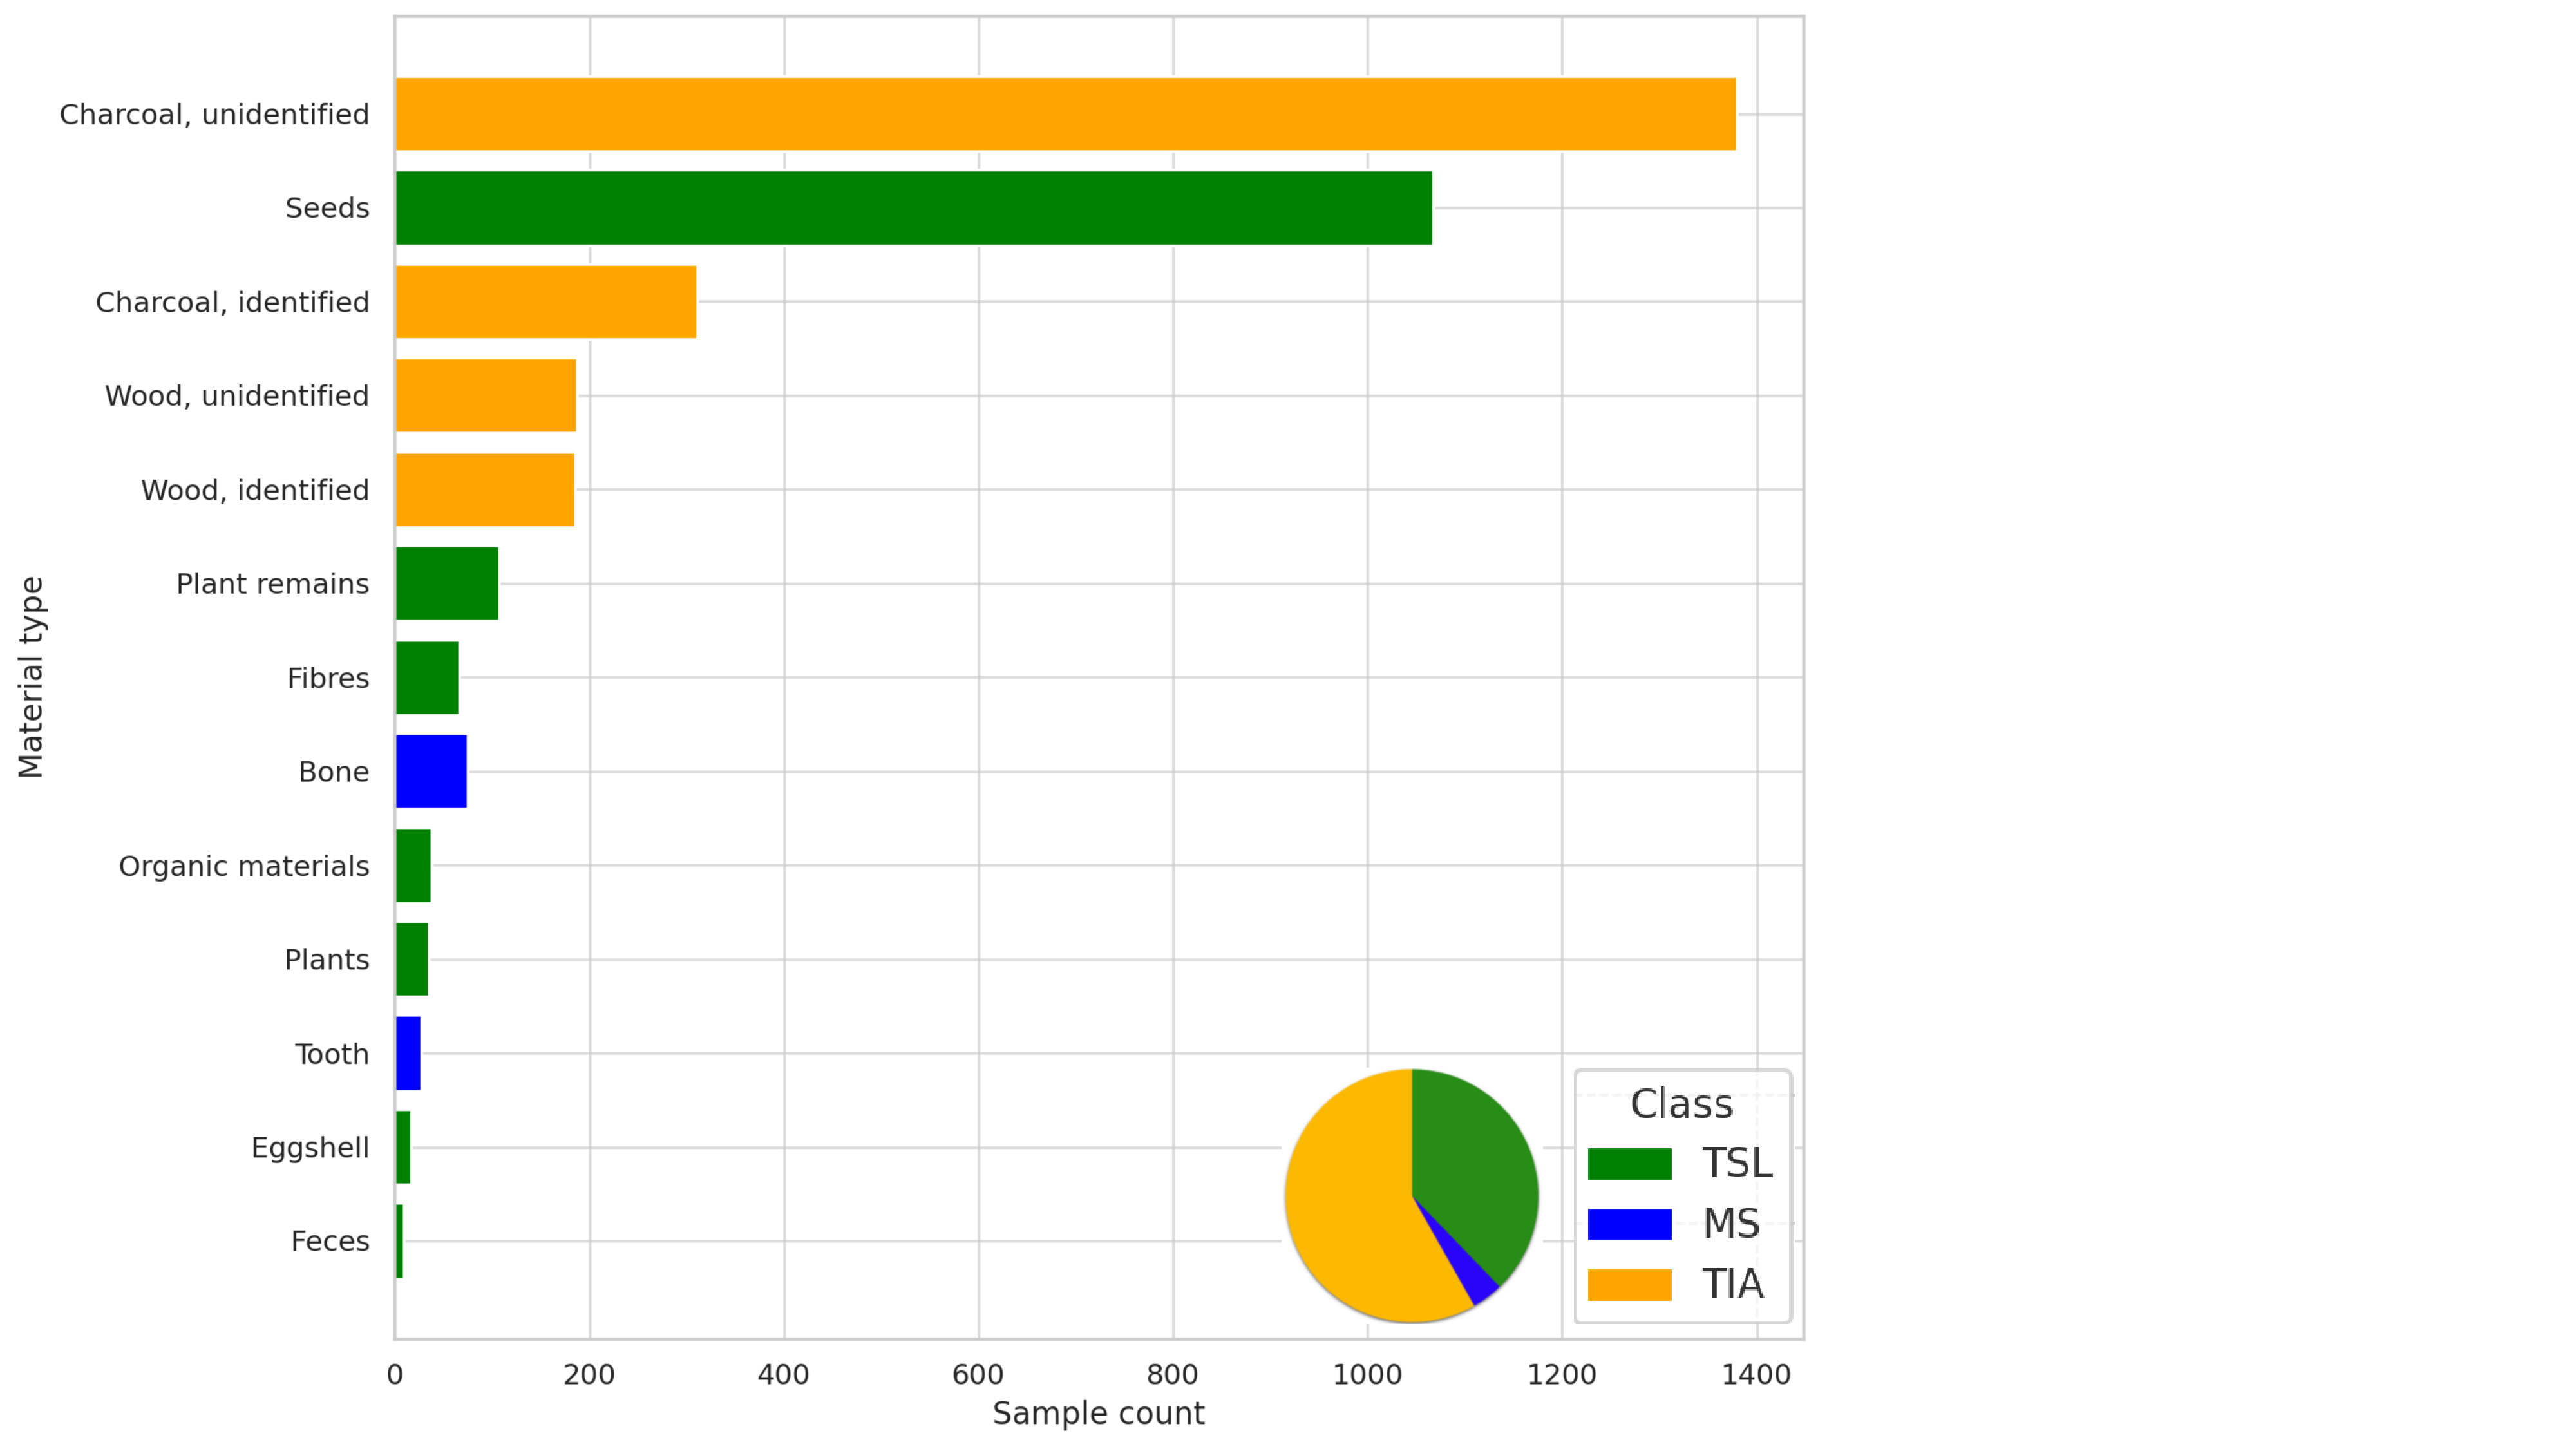 Charcoal, unidentified
Seeds
Charcoal, identified
Wood, unidentified
Wood, identified
Plant remains
Fibres
Bone
Organic materials
Plants
Tooth
Eggshell
Feces
Material type
Class
TSL
MS
TIA
0 200 400 600 800 1000 1200 1400
Sample count